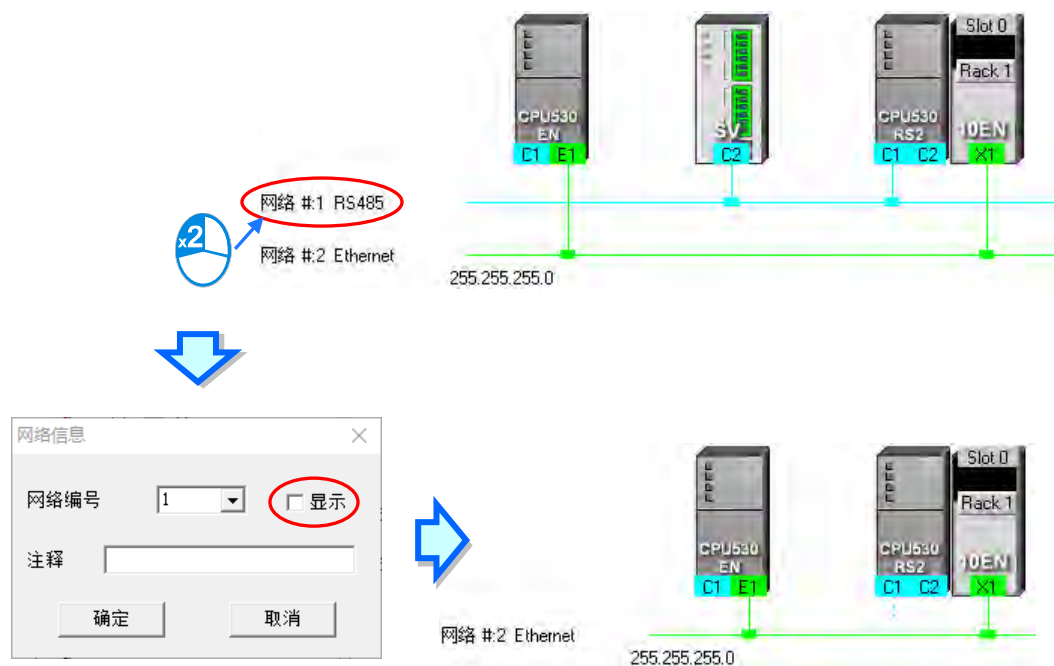 Slot 0
Rack 1
CPU530
EN
C1 E1
SV
C2
CPU530
RS2
C1 C2
10EN
X1
网络 #:1 RS485
x2
网络 #:2 Ethernet
255.255.255.0
网络信息
网络编号
1
显示
注释
确定
取消
Slot 0
Rack 1
CPU530
EN
C1 E1
CPU530
RS2
C1 C2
10EN
X1
网络 #:2 Ethernet
255.255.255.0